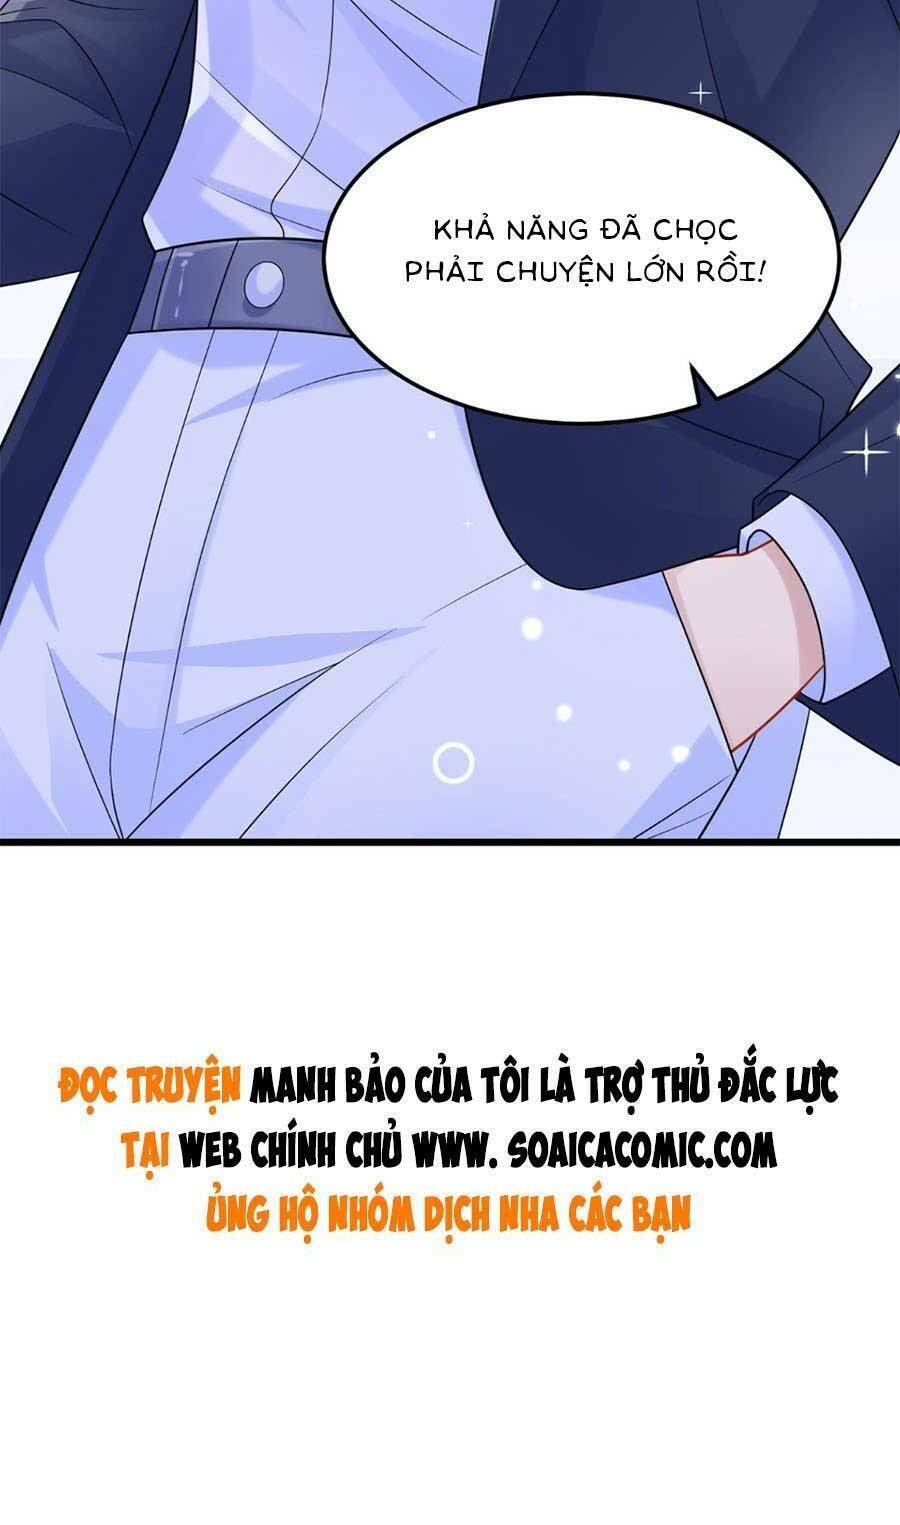 KHẢ NĂNG ĐÃ CHỌC
PHẢI CHUYỆN LỚN RỒI!
ĐỌC TRUYỆN MANH BẢO CỦA TÔI LÀ TRỢ THỦ ĐẮC LỰC
TẠI WEB CHÍNH CHỦ WWW. SOAICACOMIC.COM
ỦNG HỘ NHÓM DỊCH NHA CÁC BẠN